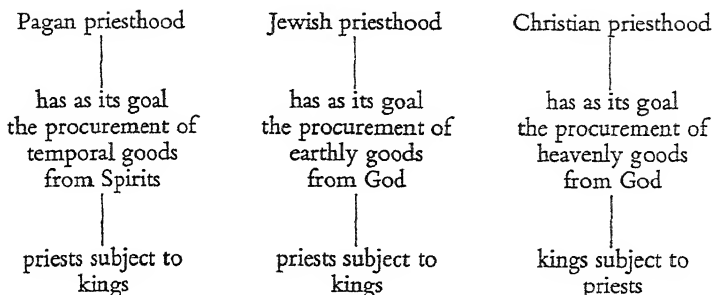 Pagan priesthood
has as its goal
the procurement of
temporal goods
from Spirits
priests subject to
kings
Jewish priesthood
has as its goal
the procurement of
earthly goods
from God
priests subject to
kings
Christian priesthood
has as its goal
the procurement of
heavenly goods
from God
kings subject to
priests